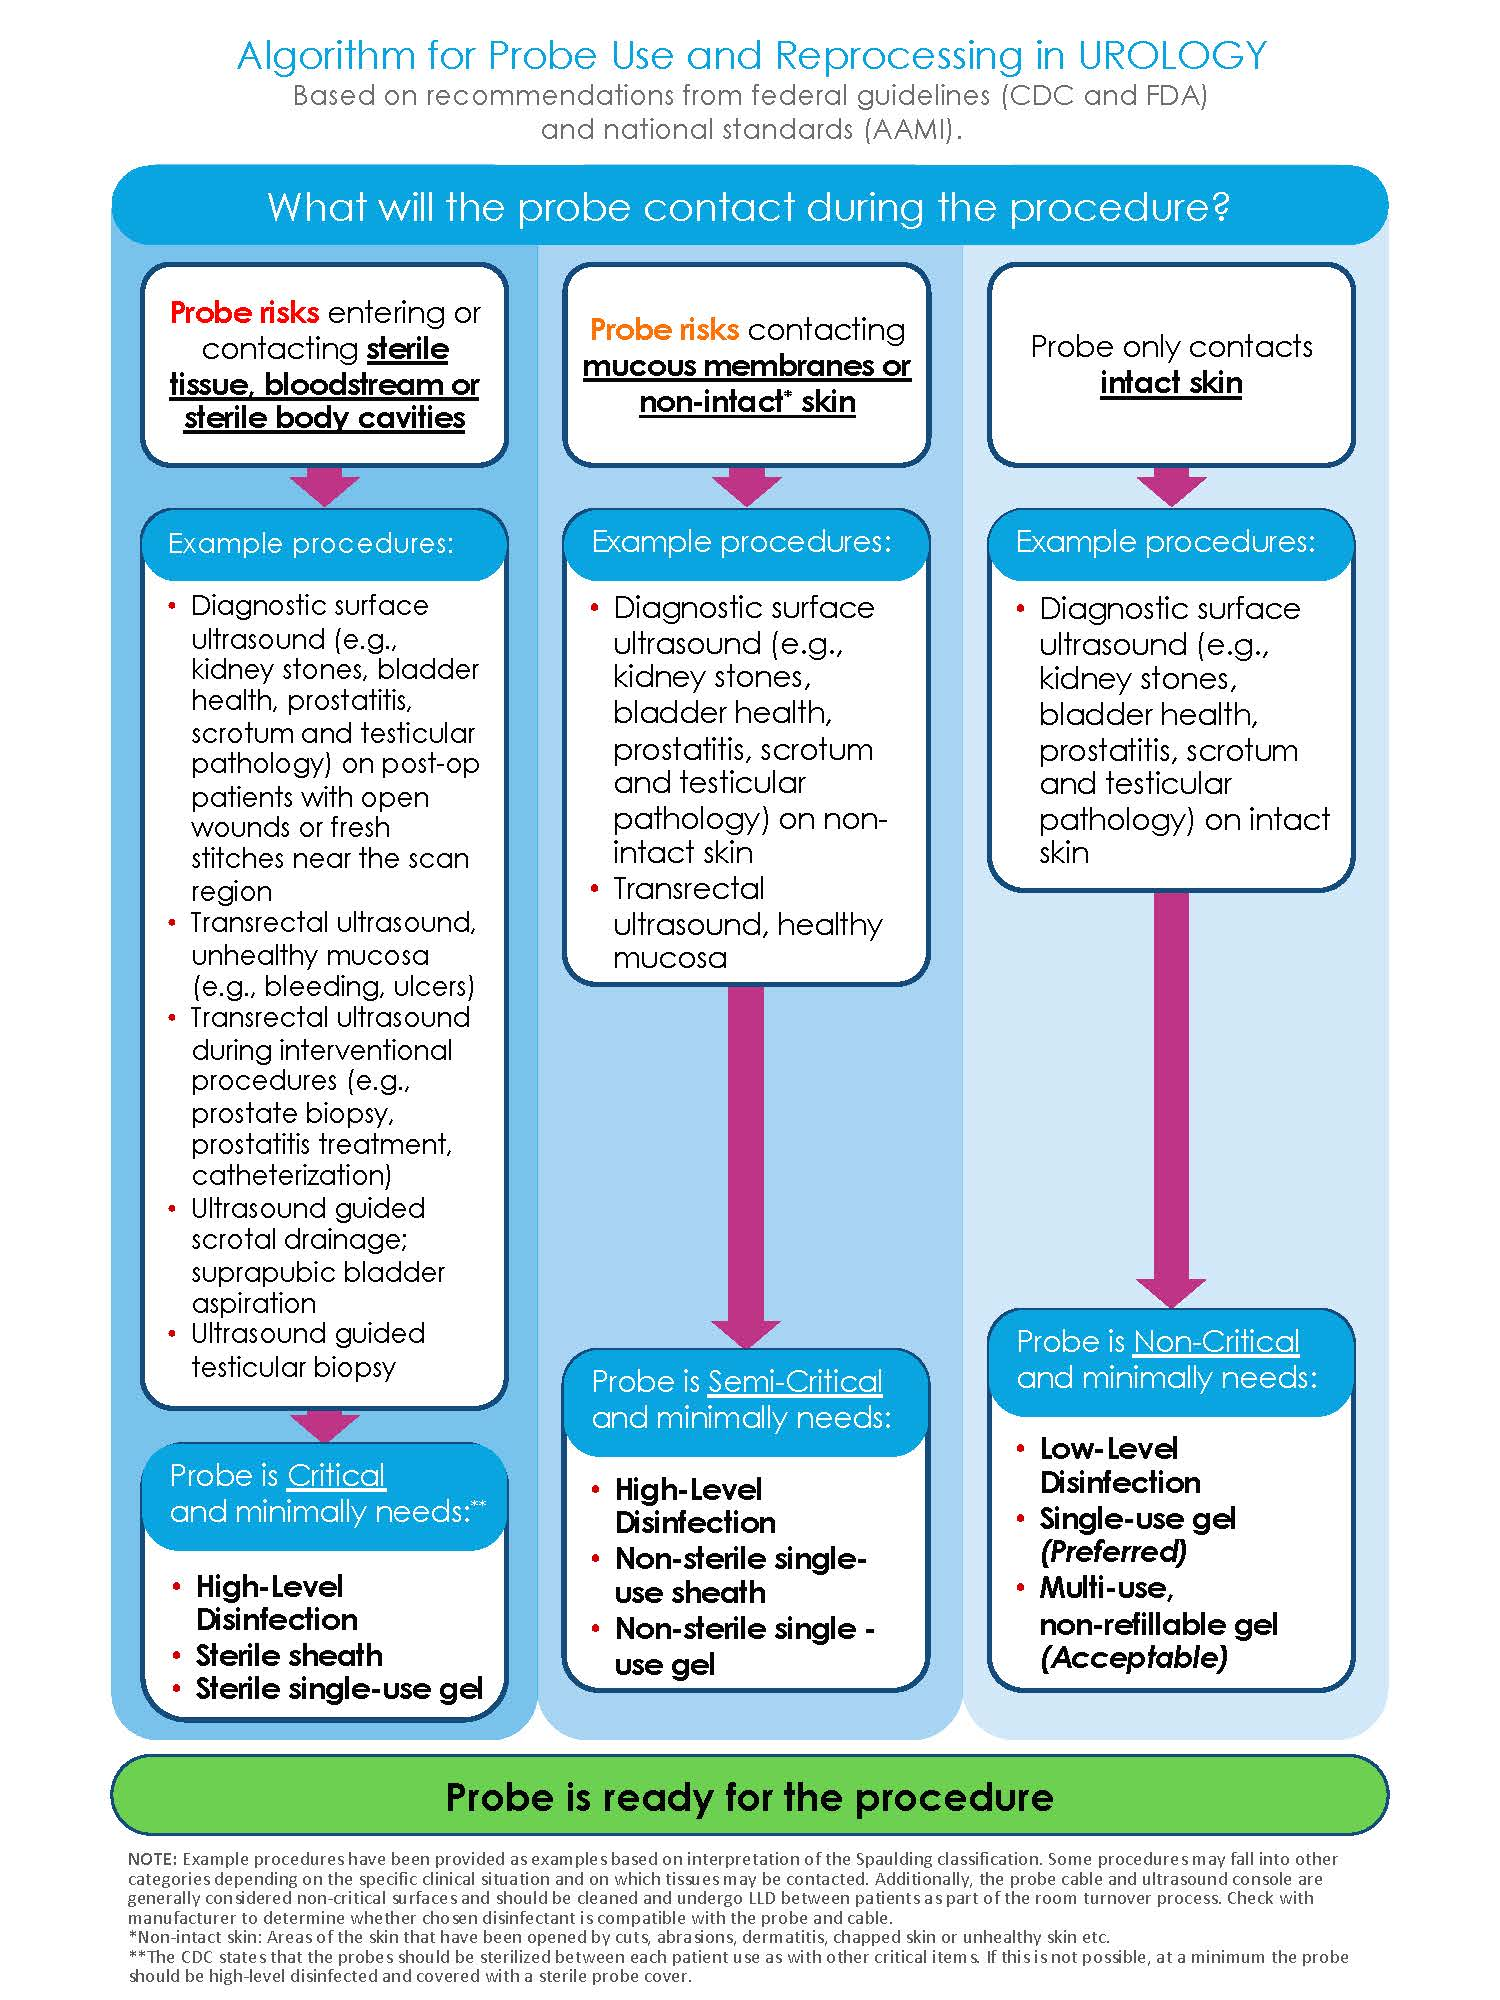 Algorithm for Probe Use and Reprocessing in UROLOGY
Based on recommendations from federal guidelines (CDC and FDA)
and national standards (AAMI).
What will the probe contact during the procedure?
Probe risks entering or
contacting sterile
tissue, bloodstream or
sterile body cavities
Example procedures:
• Diagnostic surface
ultrasound (e.g.,
kidney stones, bladder
health, prostatitis,
scrotum and testicular
pathology) on post-op
patients with open
wounds or fresh
stitches near the scan
region
• Transrectal ultrasound,
unhealthy mucosa
(e.g., bleeding, ulcers)
• Transrectal ultrasound
during interventional
procedures (e.g.,
prostate biopsy,
prostatitis treatment,
catheterization)
• Ultrasound guided
scrotal drainage;
suprapubic bladder
aspiration
• Ultrasound guided
testicular biopsy
Probe is Critical
and minimally needs:**
• High-Level
Disinfection
• Sterile sheath
• Sterile single-use gel
Probe risks contacting
mucous membranes or
non-intact* skin
Example procedures:
• Diagnostic surface
ultrasound (e.g.,
kidney stones,
bladder health,
prostatitis, scrotum
and testicular
pathology) on non-
intact skin
• Transrectal
ultrasound, healthy
mucosa
Probe is Semi-Critical
and minimally needs:
• High-Level
Disinfection
• Non-sterile single-
use sheath
• Non-sterile single -
use gel
Probe only contacts
intact skin
Example procedures:
• Diagnostic surface
ultrasound (e.g.,
kidney stones,
bladder health,
prostatitis, scrotum
and testicular
pathology) on intact
skin
Probe is Non-Critical
and minimally needs:
• Low-Level
Disinfection
• Single-use gel
(Preferred)
• Multi-use,
non-refillable gel
(Acceptable)
Probe is ready for the procedure
NOTE: Example procedures have been provided as examples based on interpretation of the Spaulding classification. Some procedures may fall into other
categories depending on the specific clinical situation and on which tissues may be contacted. Additionally, the probe cable and ultrasound console are
generally considered non-critical surfaces and should be cleaned and undergo LLD between patients as part of the room turnover process. Check with
manufacturer to determine whether chosen disinfectant is compatible with the probe and cable.
*Non-intact skin: Areas of the skin that have been opened by cuts, abrasions, dermatitis, chapped skin or unhealthy skin etc.
**The CDC states that the probes should be sterilized between each patient use as with other critical items. If this is not possible, at a minimum the probe
should be high-level disinfected and covered with a sterile probe cover.